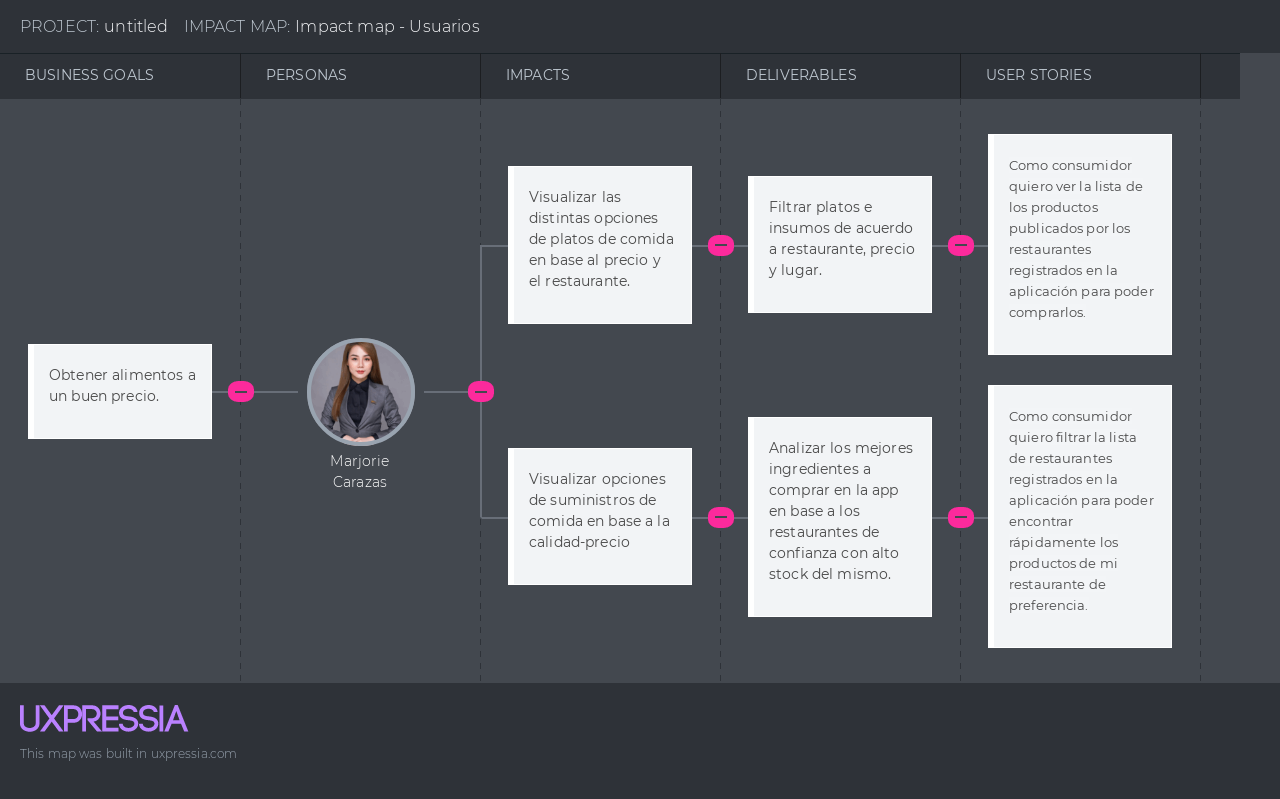 PROJECT: untitled IMPACT MAP: Impact map - Usuarios
BUSINESS GOALS
PERSONAS
IMPACTS
DELIVERABLES
USER STORIES
Obtener alimentos a
un buen precio.
Marjorie
Carazas
Visualizar las
distintas opciones
de platos de comida
en base al precio y
el restaurante.
Filtrar platos e
insumos de acuerdo
a restaurante, precio
y lugar.
Como consumidor
quiero ver la lista de
los productos
publicados por los
restaurantes
registrados en la
aplicación para poder
comprarlos.
Visualizar opciones
de suministros de
comida en base a la
calidad-precio
Analizar los mejores
ingredientes a
comprar en la app
en base a los
restaurantes de
confianza con alto
stock del mismo.
Como consumidor
quiero filtrar la lista
de restaurantes
registrados en la
aplicación para poder
encontrar
rápidamente los
productos de mi
restaurante de
preferencia.
UXPRESSIA
This map was built in uxpressia.com